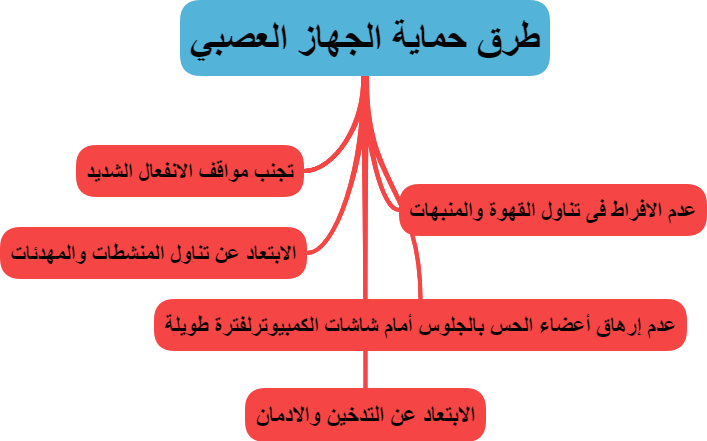 طرق حماية الجهاز العصبي
تجنب مواقف الانفعال الشديد
عدم الافراط فى تناول القهوة والمنبهات
الابتعاد عن تناول المنشطات والمهدئات
عدم إرهاق أعضاء الحس بالجلوس أمام شاشات الكمبيوترلفترة طويلة
الابتعاد عن التدخين والادمان